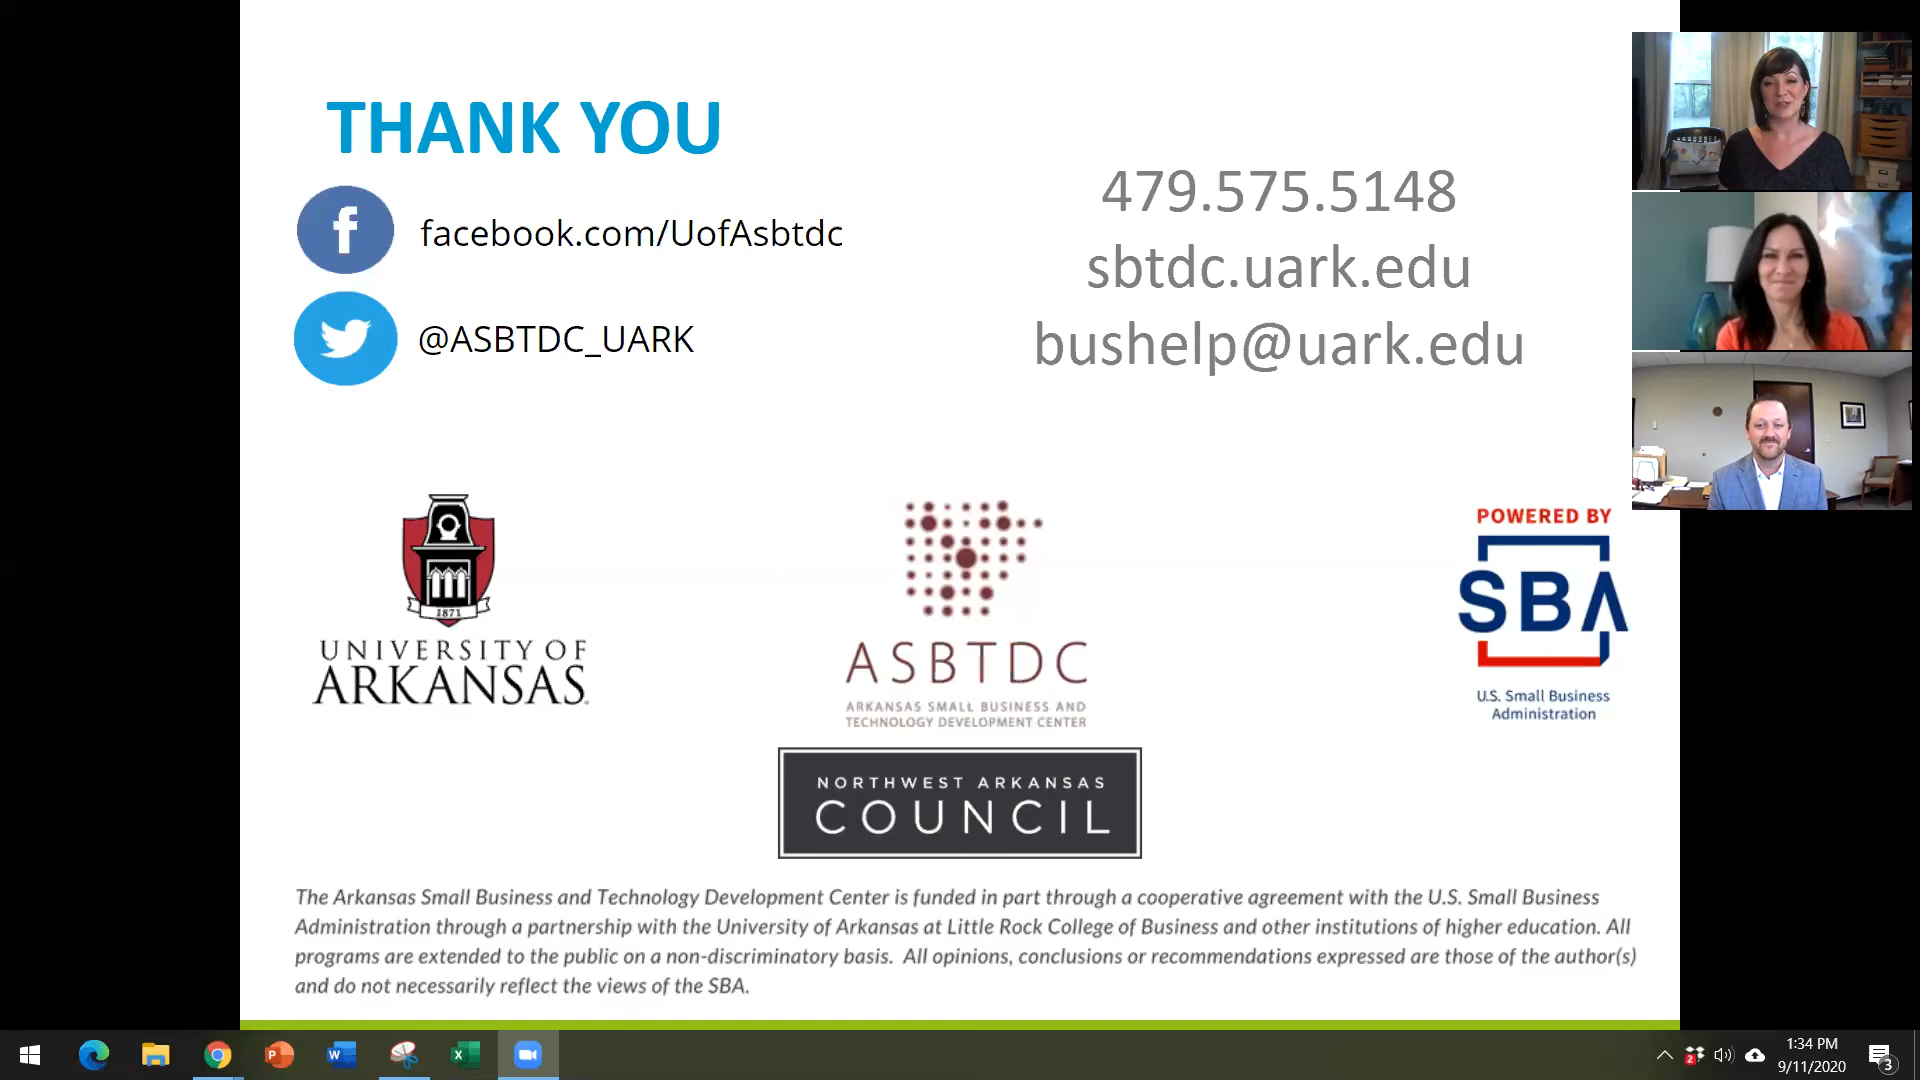 THANK YOU
f facebook.com/UofAsbtdc
@ASBTDC_UARK
479.575.5148
sbtdc.uark.edu
bushelp@uark.edu
1871
UNIVERSITY OF
ARKANSAS.
ASBTDC
ARKANSAS SMALL BUSINESS AND
TECHNOLOGY DEVELOPMENT CENTER
POWERED BY
SBA
U.S. Small Business
Administration
NORTHWEST ARKANSAS
COUNCIL
The Arkansas Small Business and Technology Development Center is funded in part through a cooperative agreement with the U.S. Small Business
Administration through a partnership with the University of Arkansas at Little Rock College of Business and other institutions of higher education. All
programs are extended to the public on a non-discriminatory basis.  All opinions, conclusions or recommendations expressed are those of the author(s)
and do not necessarily reflect the views of the SBA.
P
W
X
2
1:34 PM
9/11/2020
3